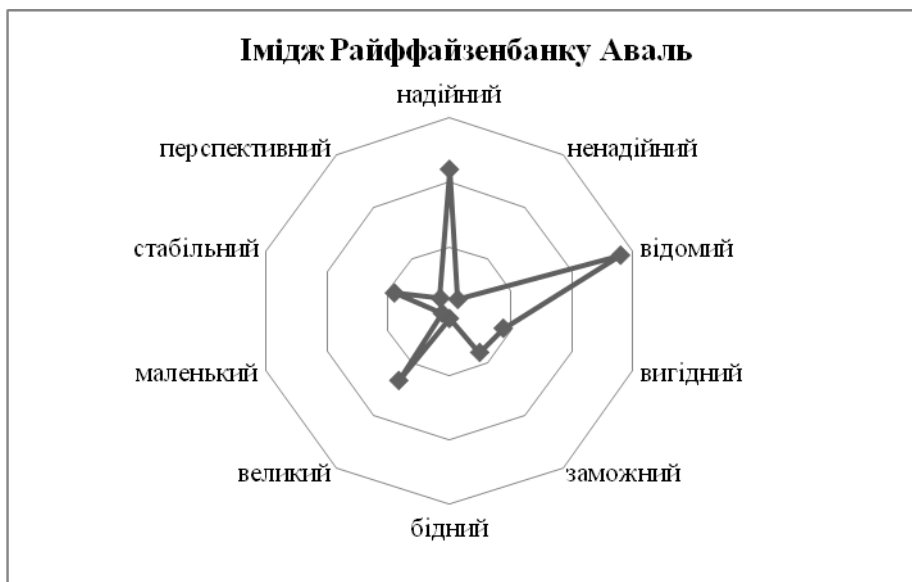 Імідж Райффайзенбанку Аваль
надійний
ненадійний
відомий
вигідний
заможний
бідний
великий
маленький
стабільний
перспективний